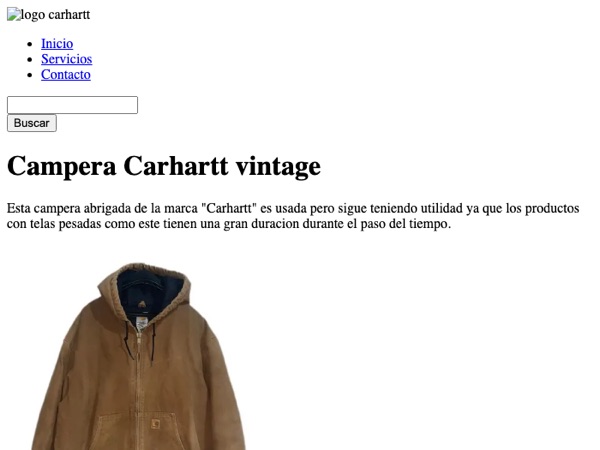 logo carhartt
Inicio
Servicios
Contacto
Buscar
Campera Carhartt vintage
Esta campera abrigada de la marca "Carhartt" es usada pero sigue teniendo utilidad ya que los productos
con telas pesadas como este tienen una gran duracion durante el paso del tiempo.